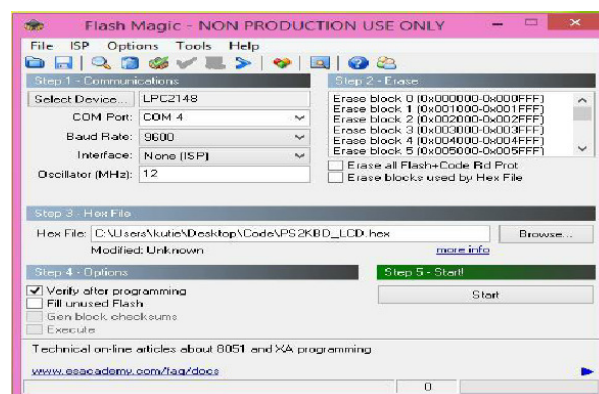 Flash Magic - NON PRODUCTION USE ONLY
File ISP Options Tools Help
Step 1 - Communications
Select Device... LPC2148
COM Port: COM 4
Baud Rate: 9600
Interface: None (ISP)
Oscillator (MHz): 12
Step 2 - Erase
Erase block 0 (0x000000-0x000FFF)
Erase block 1 (0x001000-0x001FFF)
Erase block 2 (0x002000-0x002FFF)
Erase block 3 (0x003000-0x003FFF)
Erase block 4 (0x004000-0x004FFF)
Erase block 5 (0x005000-0x005FFF)
Erase all Flash+Code Rd Prot
Erase blocks used by Hex File
Step 3 - Hex File
Hex File: C:\Users\kutie\Desktop\Code\PS2KBD_LCD.hex Browse...
Modified: Unknown more info
Step 4 - Options
Verify after programming
Fill unused Flash
Gen block checksums
Execute
Step 5 - Start!
Start
Technical on-line articles about 8051 and XA programming
www.esacademy.com/faq/docs
0